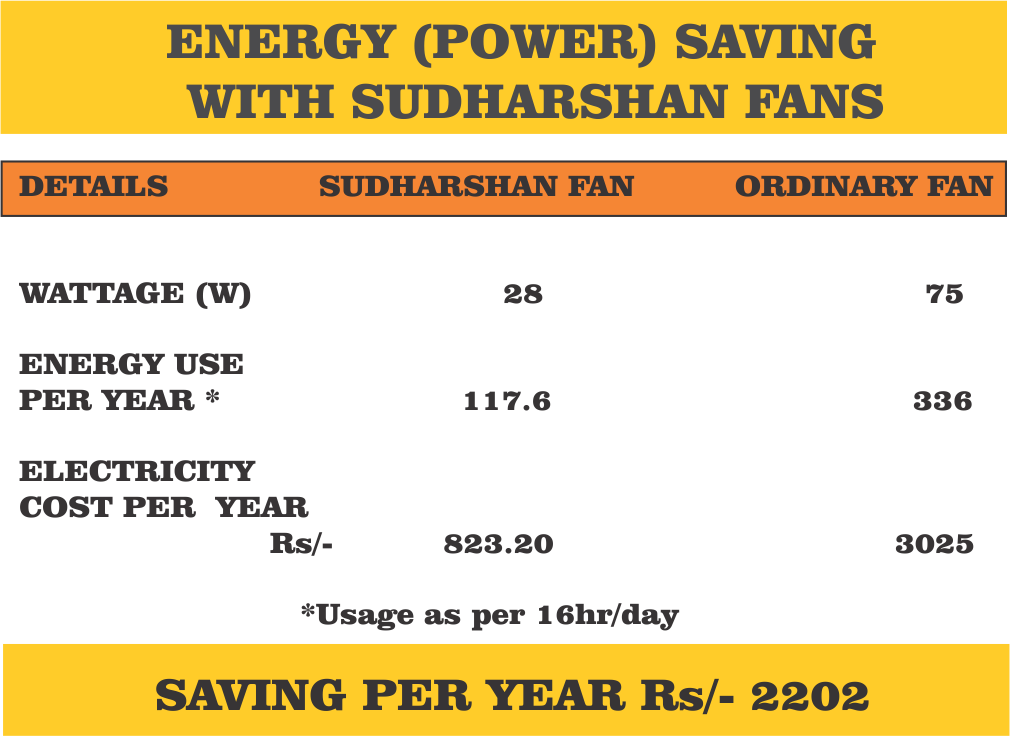 ENERGY (POWER) SAVING
WITH SUDHARSHAN FANS
DETAILS SUDHARSHAN FAN ORDINARY FAN
WATTAGE (W) 28 75
ENERGY USE
PER YEAR * 117.6 336
ELECTRICITY
COST PER YEAR
Rs/- 823.20 3025
*Usage as per 16hr/day
SAVING PER YEAR Rs/- 2202